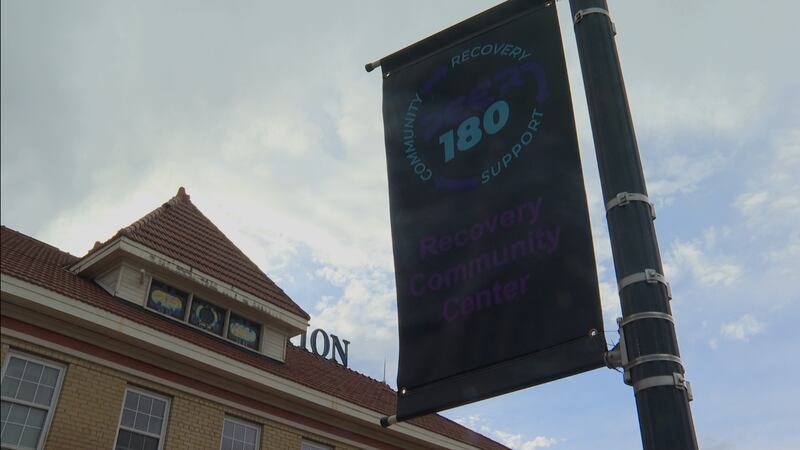 RECOVERY
COMMUNITY
PEER
180
SUPPORT
Recovery
Community
Center
ION